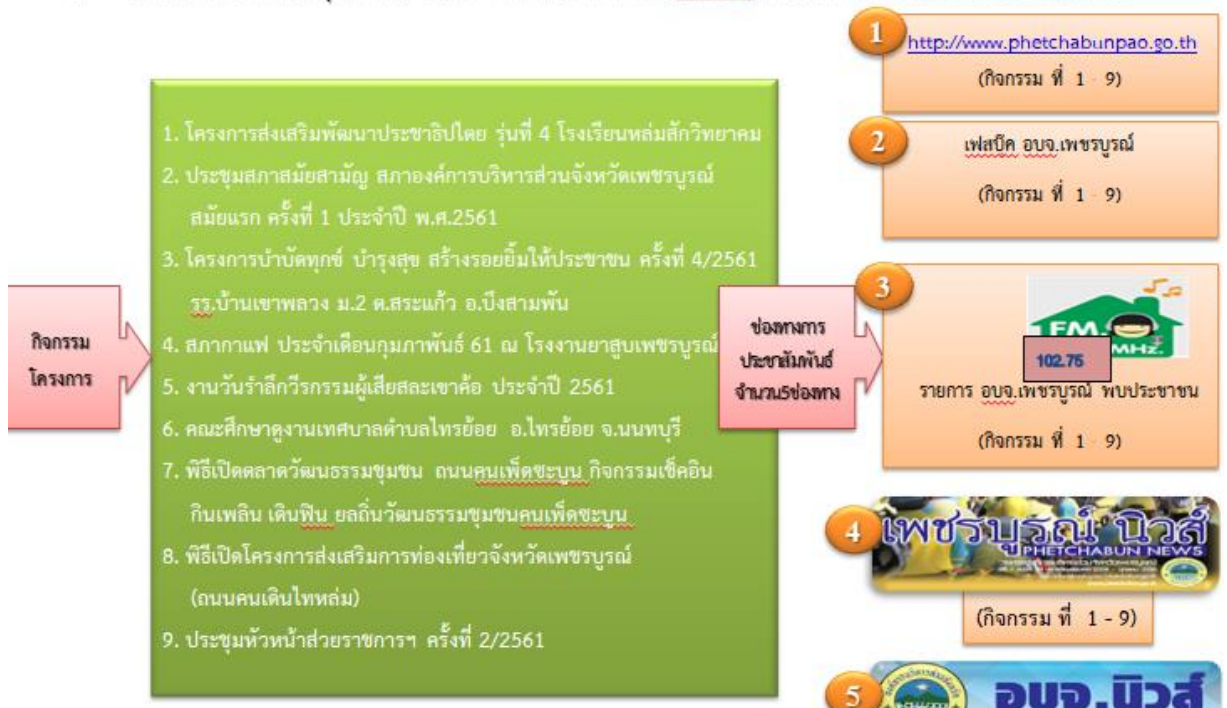 กิจกรรม
โครงการ
1. โครงการส่งเสริมพัฒนาประชาธิปไตย รุ่นที่ 4 โรงเรียนหล่มสักวิทยาคม
2. ประชุมสภาสมัยสามัญ สภาองค์การบริหารส่วนจังหวัดเพชรบูรณ์
สมัยแรก ครั้งที่ 1 ประจำปี พ.ศ.2561
3. โครงการบำบัดทุกข์ บำรุงสุข สร้างรอยยิ้มให้ประชาชน ครั้งที่ 4/2561
รร.บ้านเขาพลวง ม.2 ต.สระแก้ว อ.บึงสามพัน
4. สภากาแฟ ประจำเดือนกุมภาพันธ์ 61 ณ โรงงานยาสูบเพชรบูรณ์
5. งานวันรำลึกวีรกรรมผู้เสียสละเขาค้อ ประจำปี 2561
6. คณะศึกษาดูงานเทศบาลตำบลไทรย้อย อ.ไทรย้อย จ.นนทบุรี
7. พิธีเปิดตลาดวัฒนธรรมชุมชน ถนนคนเพ็ดชะบูน กิจกรรมเช็คอิน
กินเพลิน เดินฟิน ยลถิ่นวัฒนธรรมชุมชนคนเพ็ดชะบูน
8. พิธีเปิดโครงการส่งเสริมการท่องเที่ยวจังหวัดเพชรบูรณ์
(ถนนคนเดินไทหล่ม)
9. ประชุมหัวหน้าส่วยราชการฯ ครั้งที่ 2/2561
ช่องทางการ
ประชาสัมพันธ์
จำนวน5ช่องทาง
1
http://www.phetchabunpao.go.th
(กิจกรรม ที่ 1 - 9)
2
เฟสบุ๊ค อบจ.เพชรบูรณ์
(กิจกรรม ที่ 1 - 9)
3
FM.
102.75
MHz.
รายการ อบจ.เพชรบูรณ์ พบประชาชน
(กิจกรรม ที่ 1 - 9)
4
เพชรบูรณ์ นิวส์
PHETCHABUN NEWS
(กิจกรรม ที่ 1 - 9)
5
อบจ.นิวส์